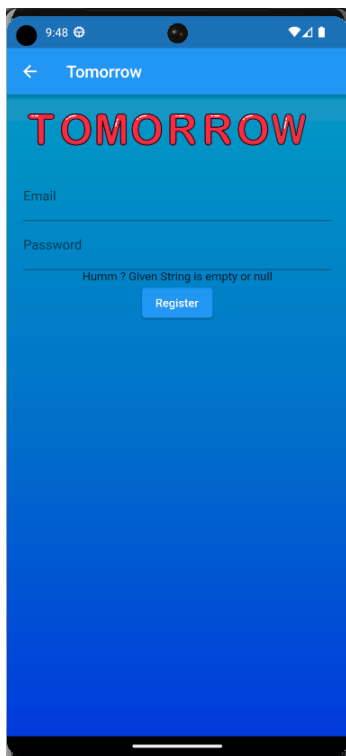 9:48
Tomorrow
TOMORROW
Email
Password
Humm ? Given String is empty or null
Register